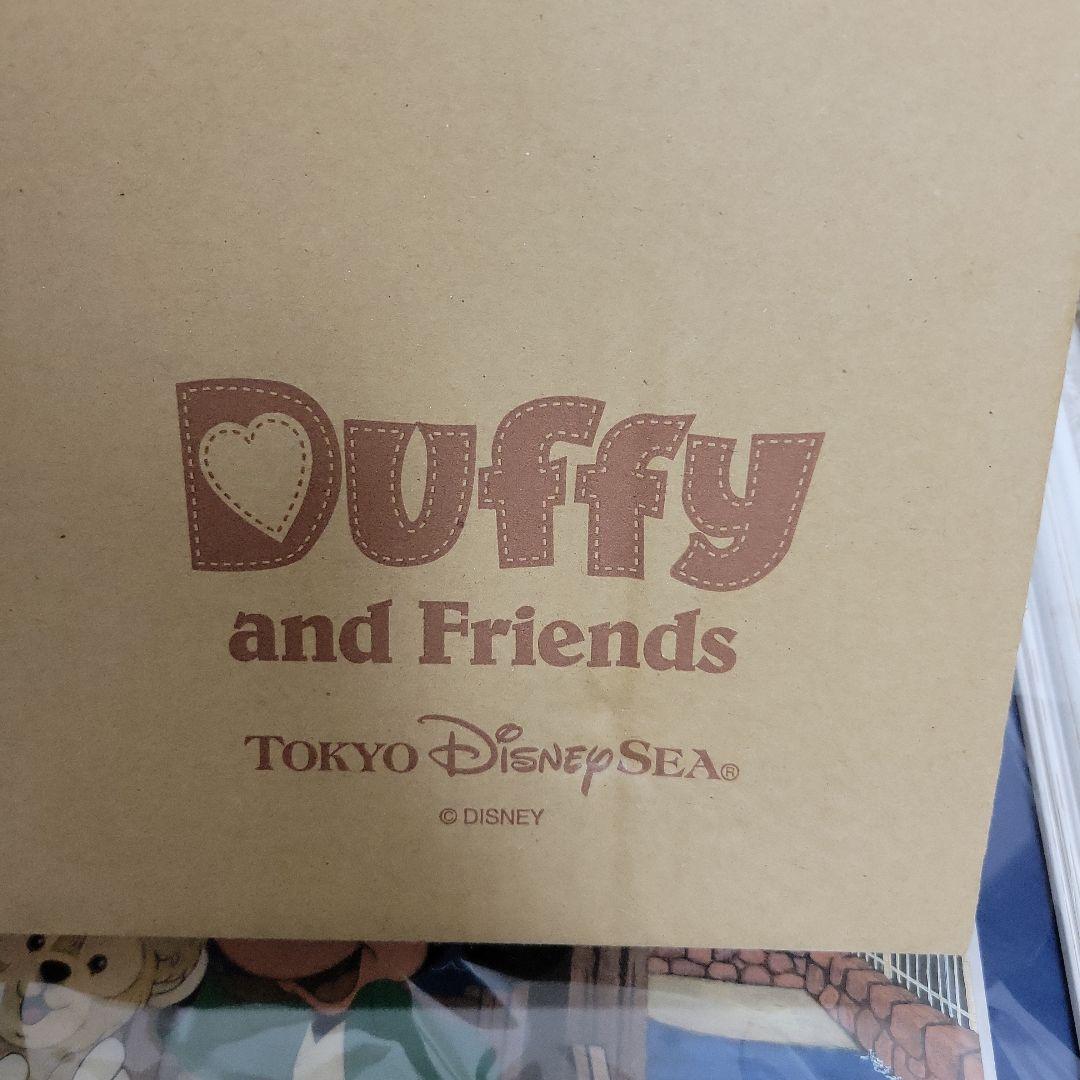 Duffy
and Friends
TOKYO DISNEYSEA®
© DISNEY